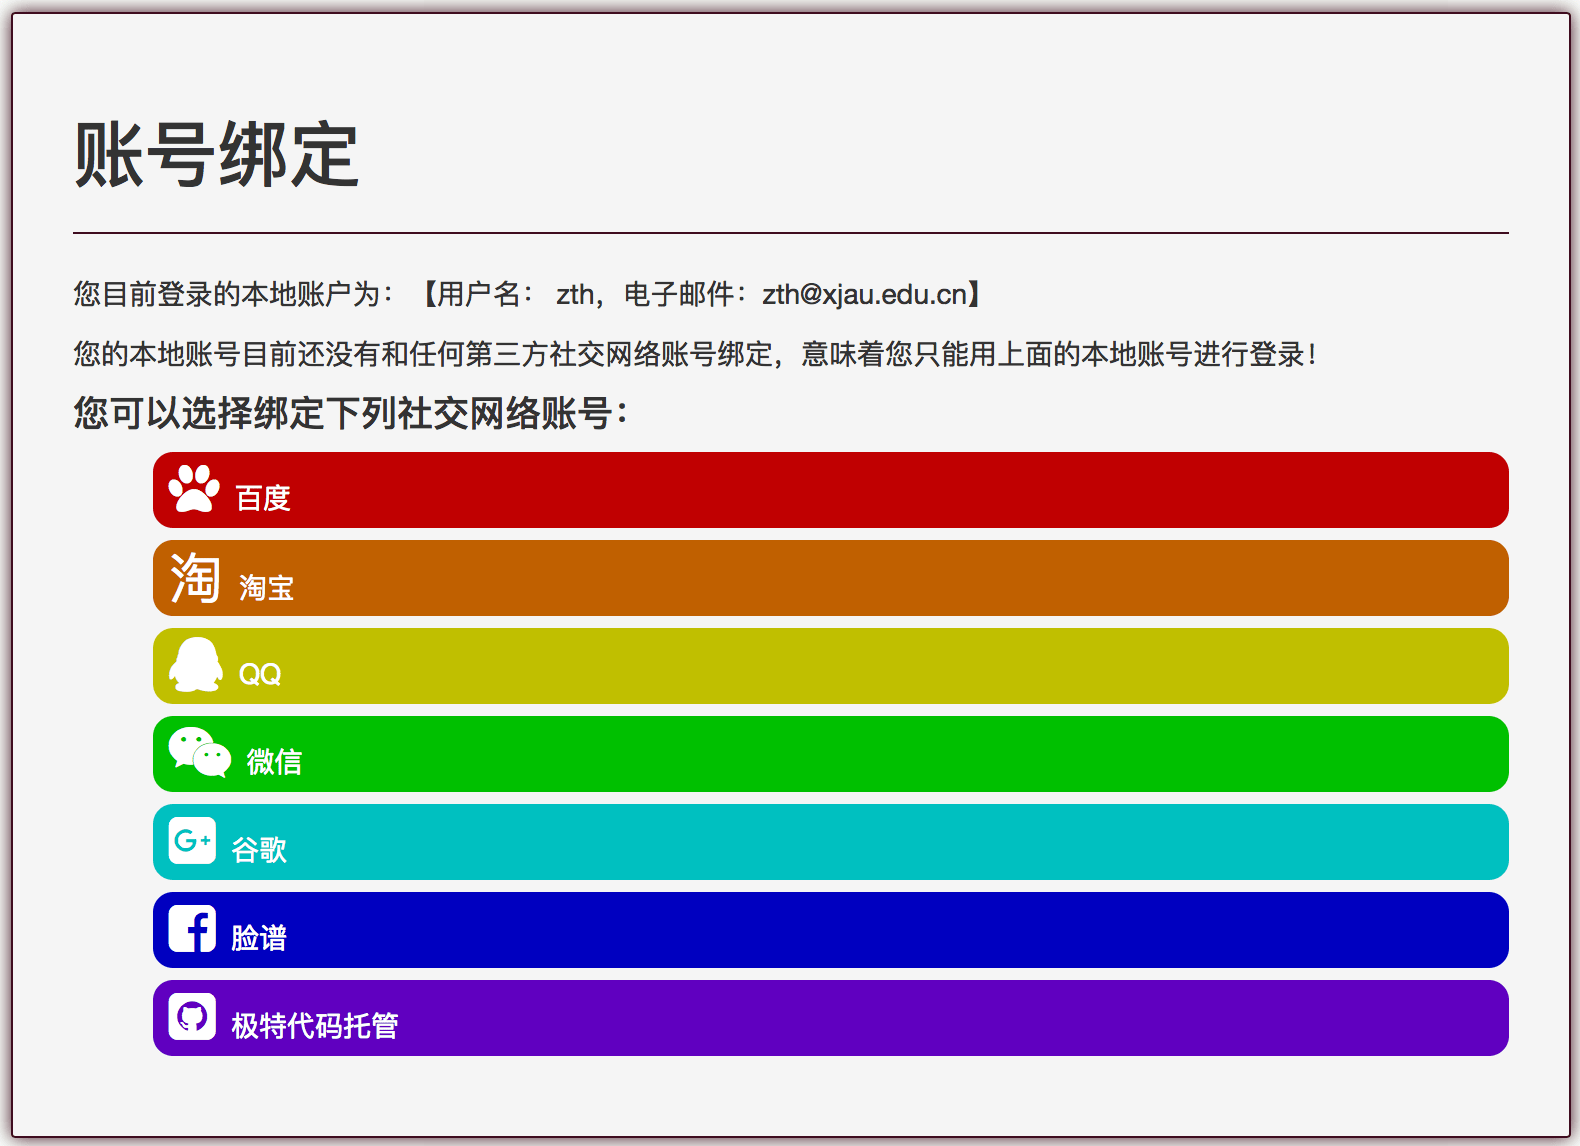 账号绑定
您目前登录的本地账户为：【用户名： zth，电子邮件：zth@xjau.edu.cn】
您的本地账号目前还没有和任何第三方社交网络账号绑定，意味着您只能用上面的本地账号进行登录！
您可以选择绑定下列社交网络账号：
百度
淘 淘宝
QQ
微信
G+ 谷歌
f 脸谱
极特代码托管